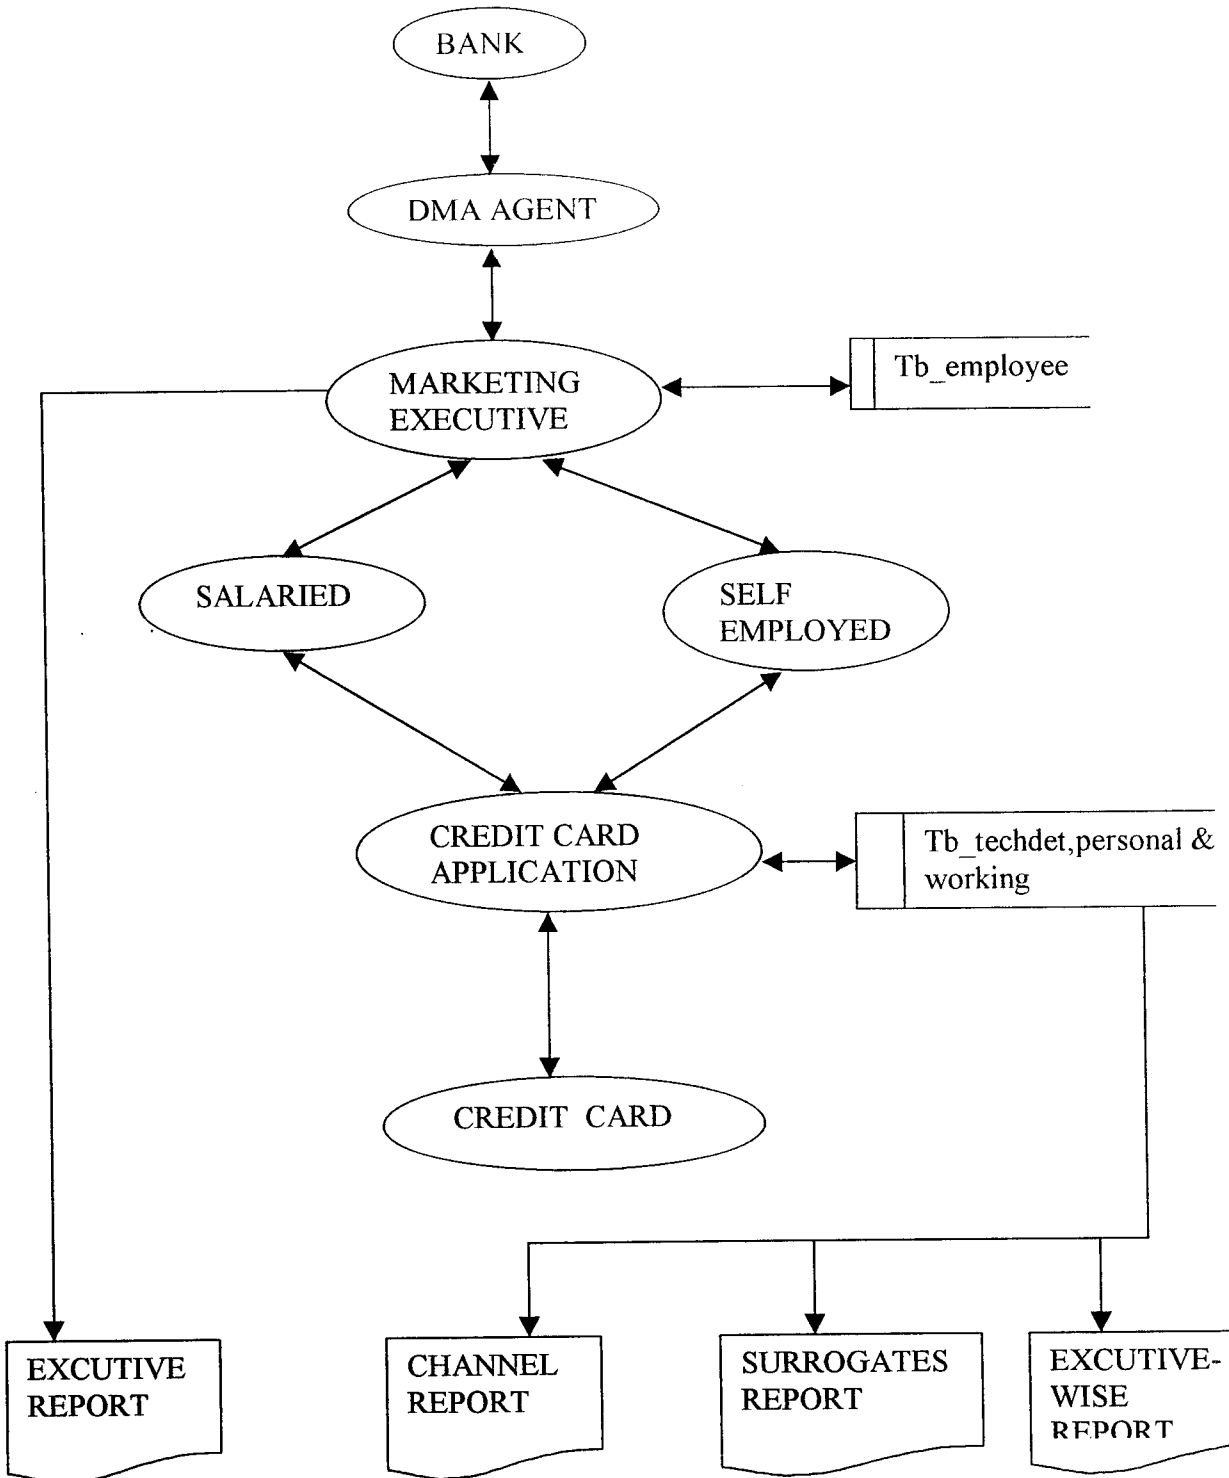 BANK
DMA AGENT
MARKETING
EXECUTIVE
Tb_employee
SALARIED
SELF
EMPLOYED
CREDIT CARD
APPLICATION
Tb_techdet,personal &
working
CREDIT CARD
EXCUTIVE
REPORT
CHANNEL
REPORT
SURROGATES
REPORT
EXCUTIVE-
WISE
REPORT